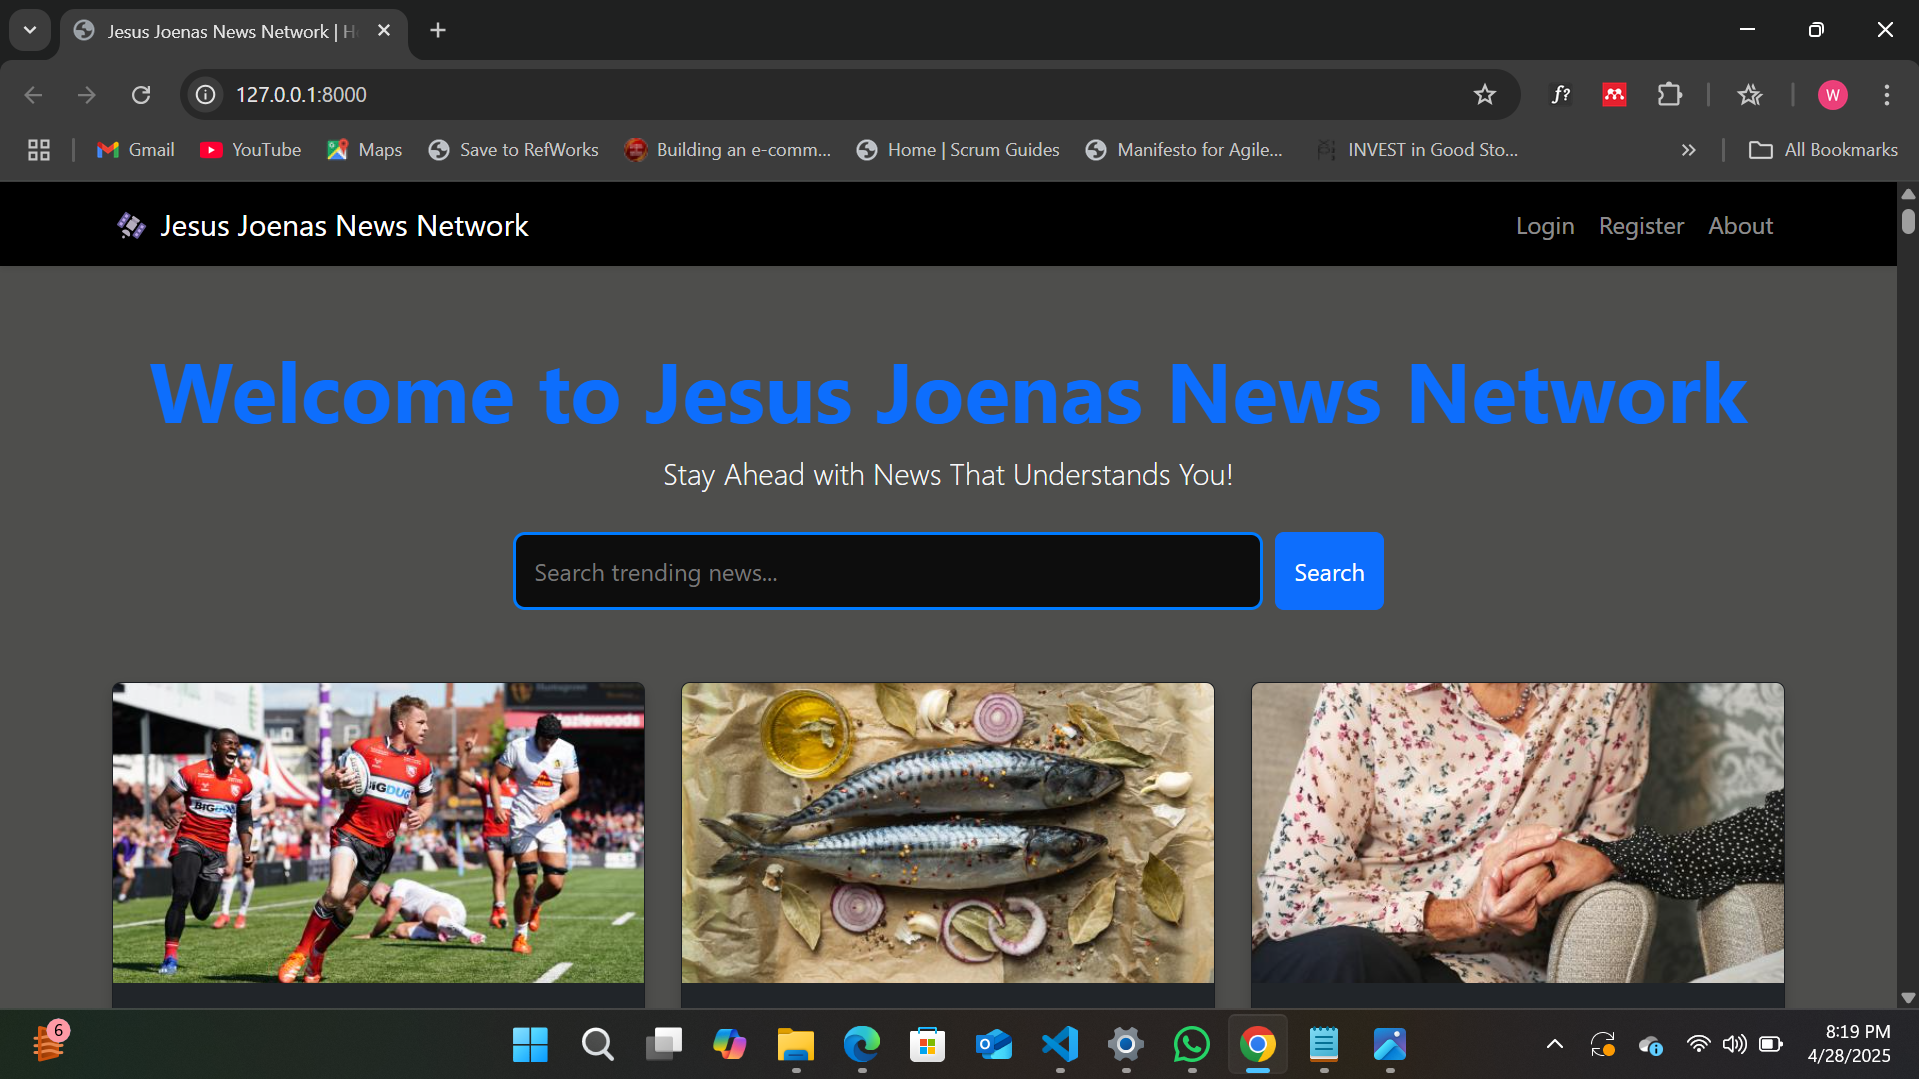 Jesus Joenas News Network | H
127.0.0.1:8000
f?
W
Gmail
YouTube
Maps
Save to RefWorks
Building an e-comm...
Home | Scrum Guides
Manifesto for Agile...
INVEST in Good Sto...
All Bookmarks
Jesus Joenas News Network
Login
Register
About
Welcome to Jesus Joenas News Network
Stay Ahead with News That Understands You!
Search trending news...
Search
BIGDUG
6
8:19 PM
4/28/2025